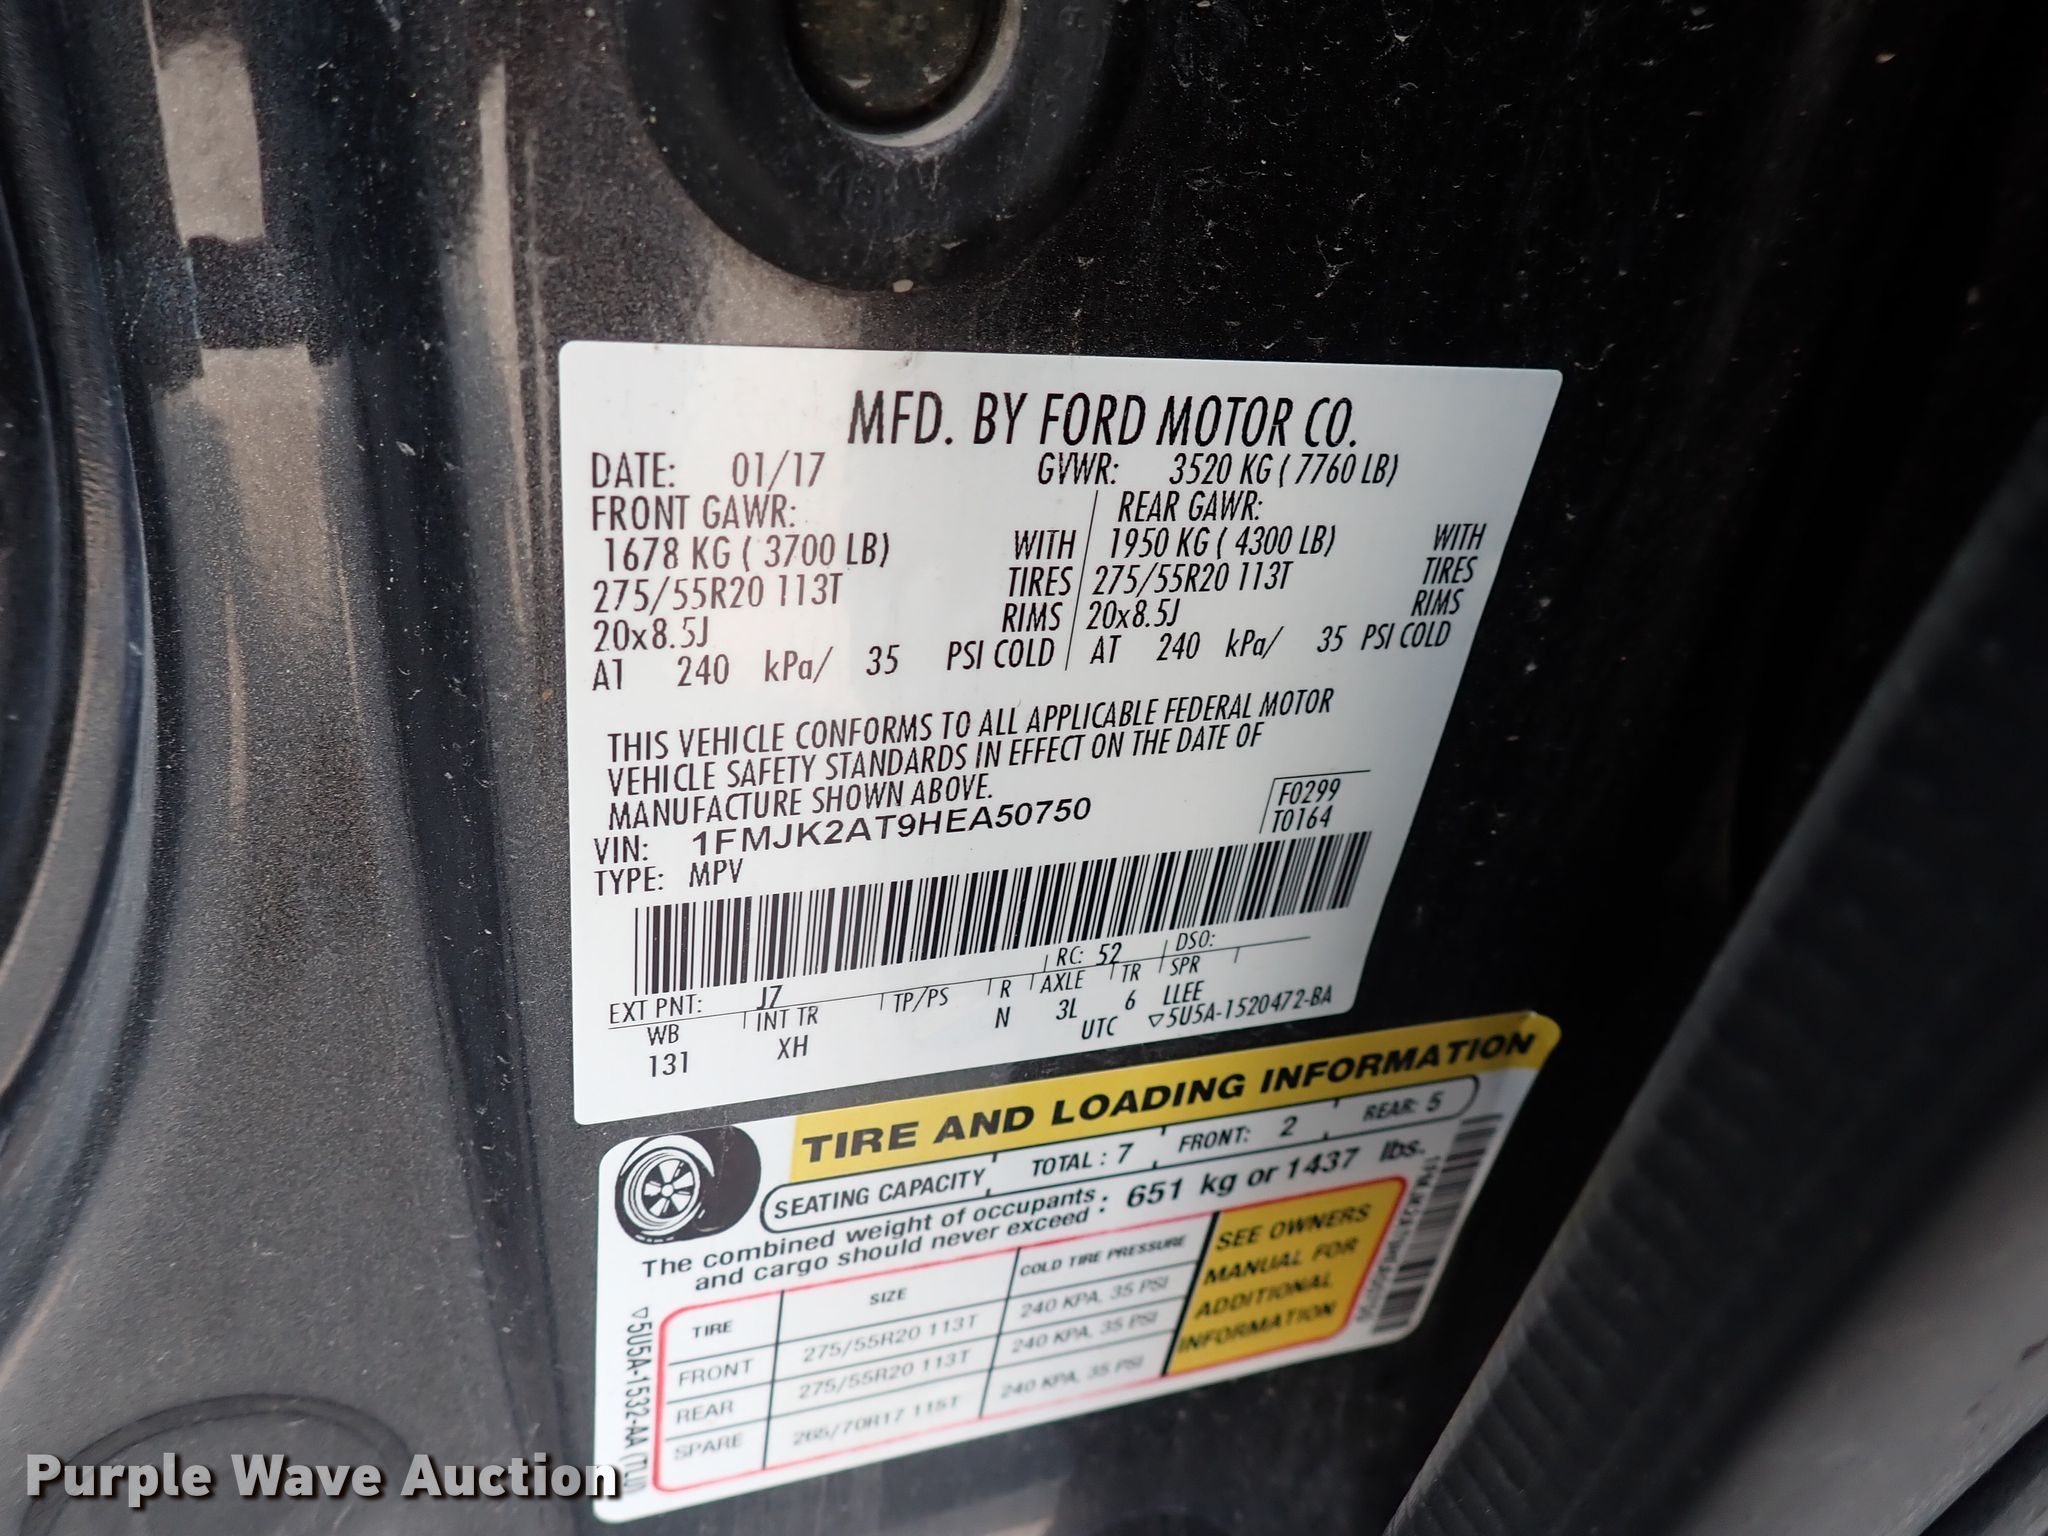 MFD. BY FORD MOTOR CO.
DATE: 01/17 GVWR: 3520 KG ( 7760 LB)
FRONT GAWR: REAR GAWR:
1678 KG ( 3700 LB) WITH 1950 KG ( 4300 LB) WITH
275/55R20 113T TIRES 275/55R20 113T TIRES
20x8.5J RIMS 20x8.5J RIMS
AT 240 kPa/ 35 PSI COLD AT 240 kPa/ 35 PSI COLD
THIS VEHICLE CONFORMS TO ALL APPLICABLE FEDERAL MOTOR
VEHICLE SAFETY STANDARDS IN EFFECT ON THE DATE OF
MANUFACTURE SHOWN ABOVE.
F0299
T0164
VIN: 1FMJK2AT9HEA50750
TYPE: MPV
EXT PNT: J7 RC: 52 DSO:
WB INT TR TP/PS R AXLE TR SPR
131 XH N 3L 6 LLEE
UTC ▽5U5A-1520472-BA
TIRE AND LOADING INFORMATION
SEATING CAPACITY TOTAL : 7 FRONT: 2 REAR: 5
The combined weight of occupants
and cargo should never exceed : 651 kg or 1437 lbs.
TIRE SIZE COLD TIRE PRESSURE
FRONT 275/55R20 113T 240 KPA, 35 PSI
REAR 275/55R20 113T 240 KPA, 35 PSI
SPARE 265/70R17 115T 240 KPA, 35 PSI
SEE OWNERS
MANUAL FOR
ADDITIONAL
INFORMATION
▽5U5A-1532-AA (TLI)
Purple Wave Auction